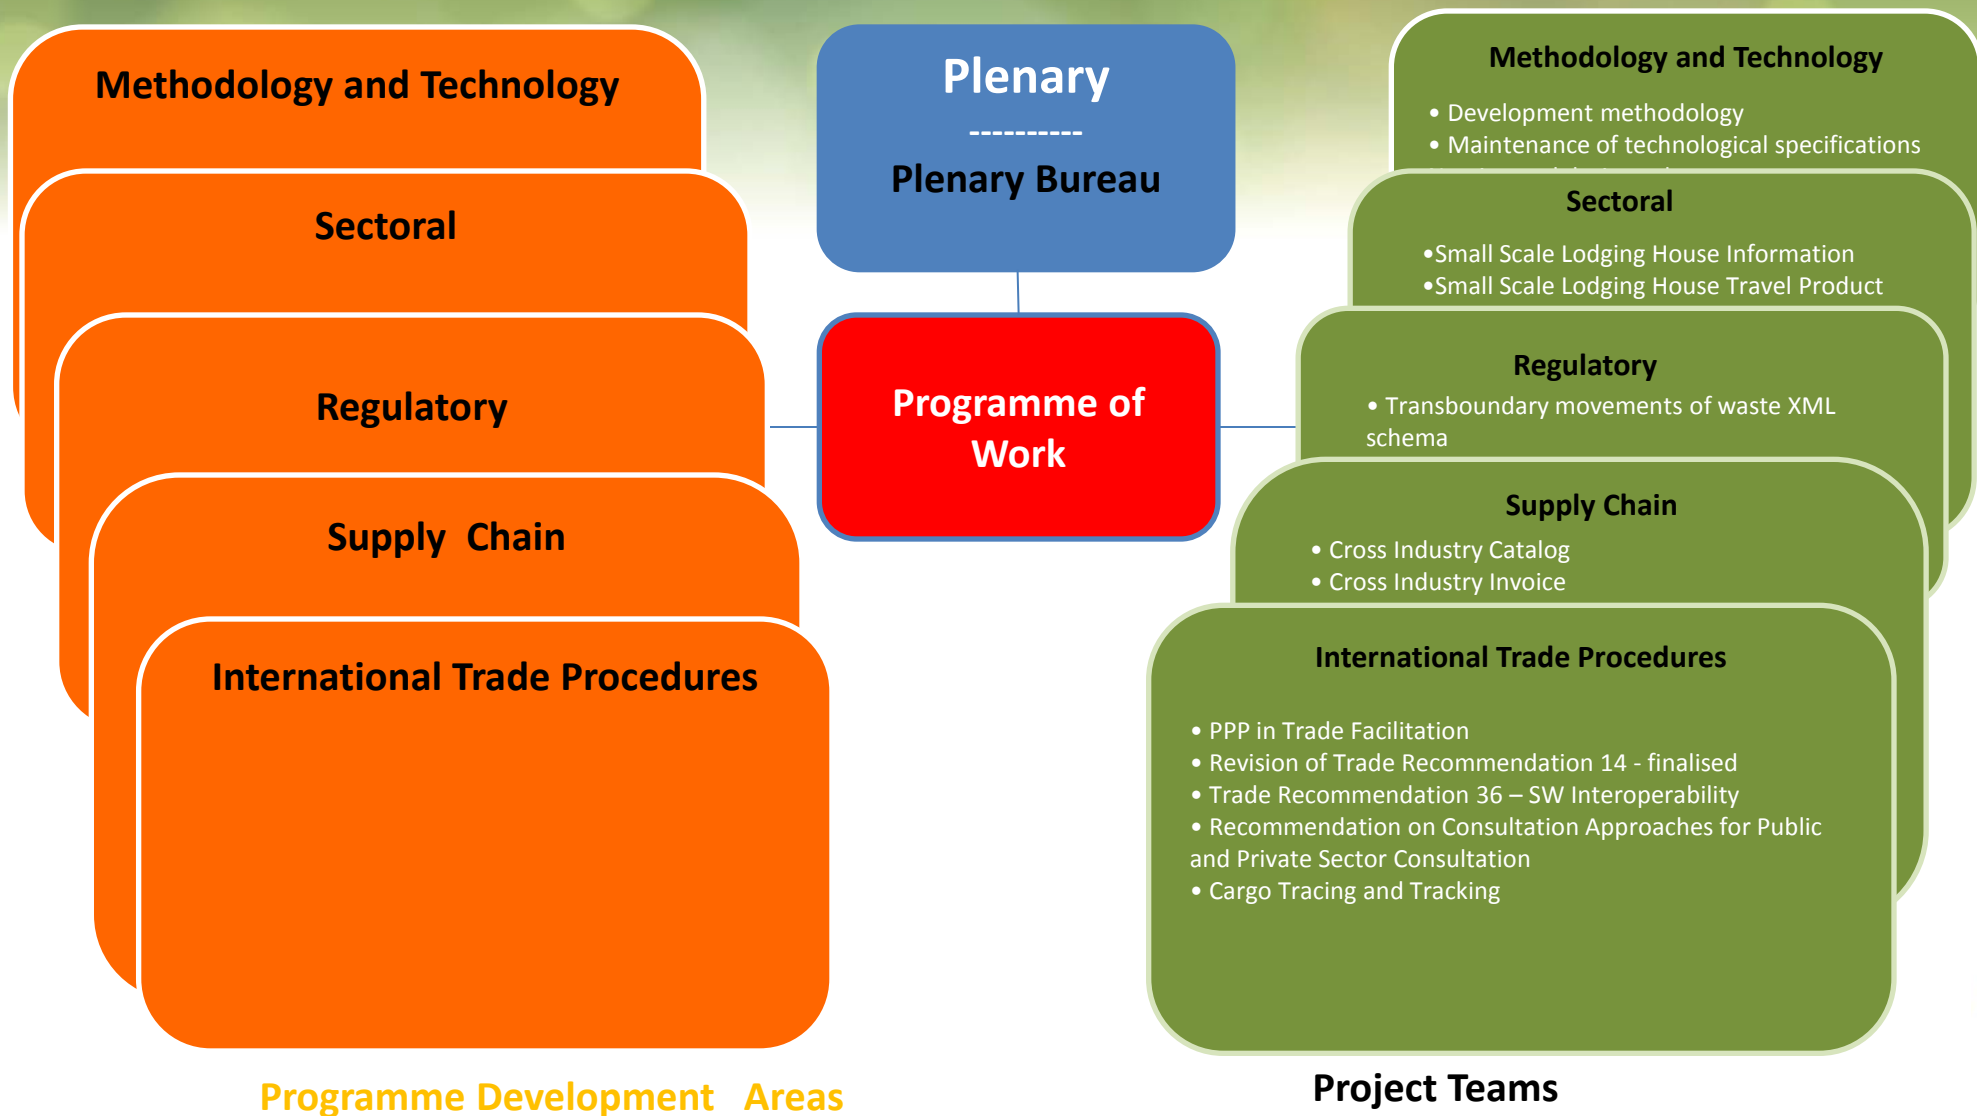 Methodology and Technology
Sectoral
Regulatory
Supply  Chain
International Trade Procedures
Programme Development   Areas
Plenary
----------
Plenary Bureau
Programme of
Work
Methodology and Technology
• Development methodology
• Maintenance of technological specifications
Sectoral
•Small Scale Lodging House Information
•Small Scale Lodging House Travel Product
Regulatory
• Transboundary movements of waste XML
schema
Supply Chain
• Cross Industry Catalog
• Cross Industry Invoice
International Trade Procedures
• PPP in Trade Facilitation
• Revision of Trade Recommendation 14 - finalised
• Trade Recommendation 36 – SW Interoperability
• Recommendation on Consultation Approaches for Public
and Private Sector Consultation
• Cargo Tracing and Tracking
Project Teams